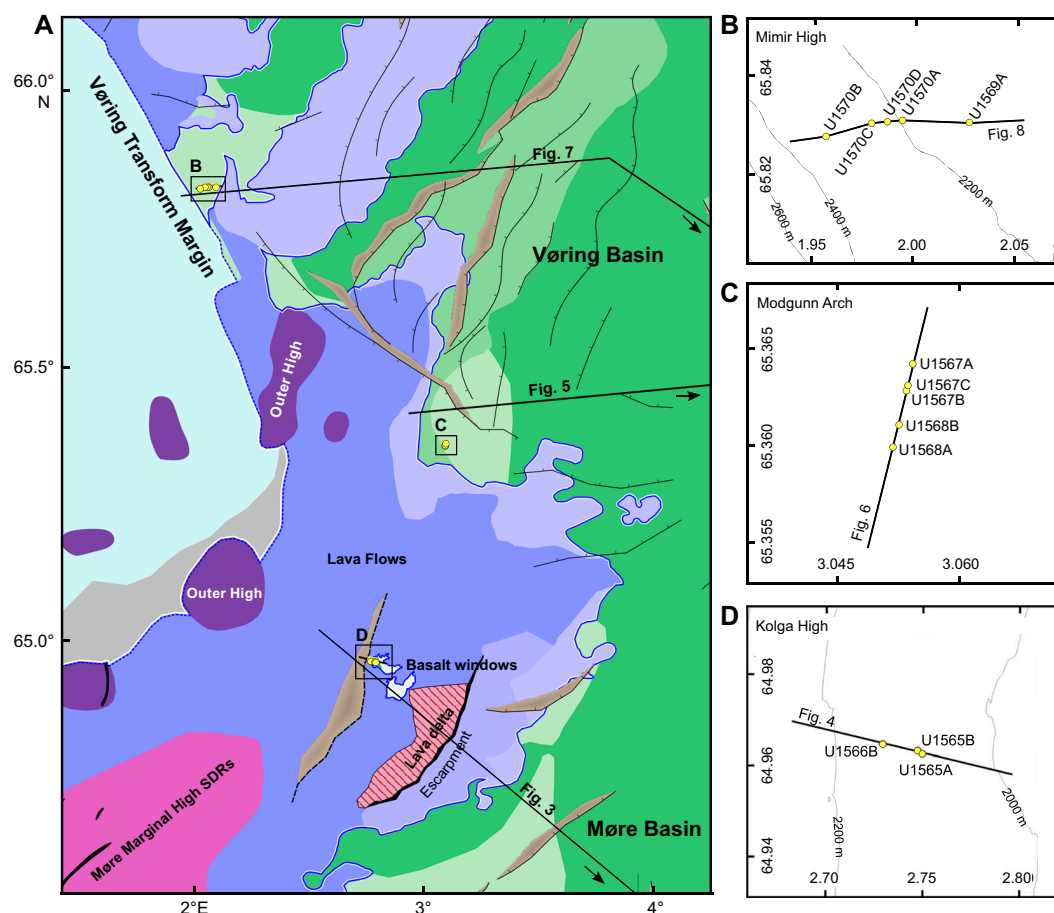 A
66.0°
N
65.5°
65.0°
2°E
3°
4°
Vøring Transform Margin
B
Fig. 7
Vøring Basin
Outer High
Fig. 5
C
Lava Flows
Outer High
D
Basalt windows
Lava delta
Escarpment
Fig. 3
Møre Marginal High SDRs
Møre Basin
B
Mimir High
65.84
65.82
U1570B
U1570C
U1570D
U1570A
U1569A
Fig. 8
2200 m
2400 m
2600 m
1.95
2.00
2.05
C
Modgunn Arch
65.365
65.360
65.355
U1567A
U1567C
U1567B
U1568B
U1568A
Fig. 6
3.045
3.060
D
Kolga High
64.98
64.96
64.94
Fig. 4
U1566B
U1565B
U1565A
2200 m
2000 m
2.70
2.75
2.80